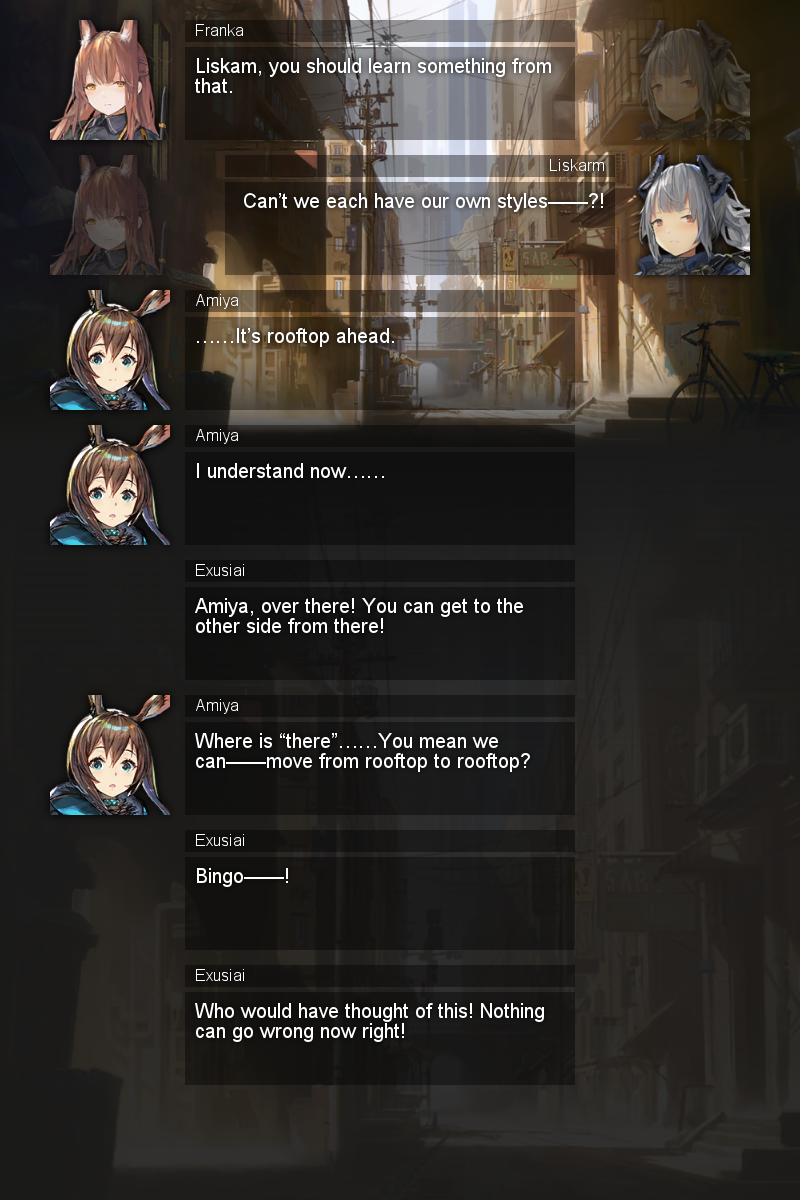 Franka
Liskam, you should learn something from
that.
Liskarm
Can't we each have our own styles——?!
Amiya
……It's rooftop ahead.
Amiya
I understand now……
Exusiai
Amiya, over there! You can get to the
other side from there!
Amiya
Where is “there”……You mean we
can——move from rooftop to rooftop?
Exusiai
Bingo——!
Exusiai
Who would have thought of this! Nothing
can go wrong now right!